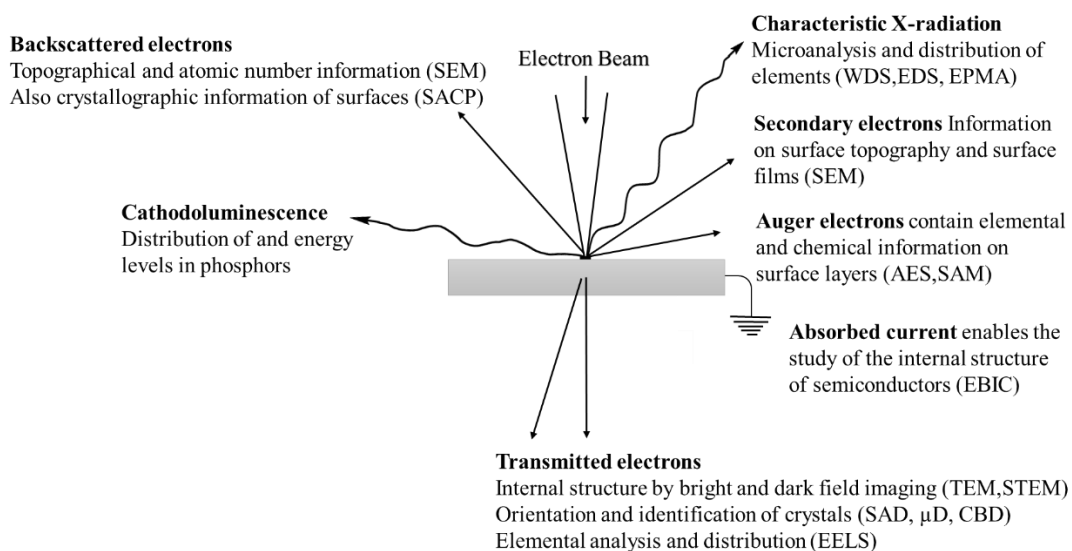 Backscattered electrons
Topographical and atomic number information (SEM)
Also crystallographic information of surfaces (SACP)
Electron Beam
Characteristic X-radiation
Microanalysis and distribution of
elements (WDS,EDS, EPMA)
Secondary electrons Information
on surface topography and surface
films (SEM)
Cathodoluminescence
Distribution of and energy
levels in phosphors
Auger electrons contain elemental
and chemical information on
surface layers (AES,SAM)
Absorbed current enables the
study of the internal structure
of semiconductors (EBIC)
Transmitted electrons
Internal structure by bright and dark field imaging (TEM,STEM)
Orientation and identification of crystals (SAD, μD, CBD)
Elemental analysis and distribution (EELS)